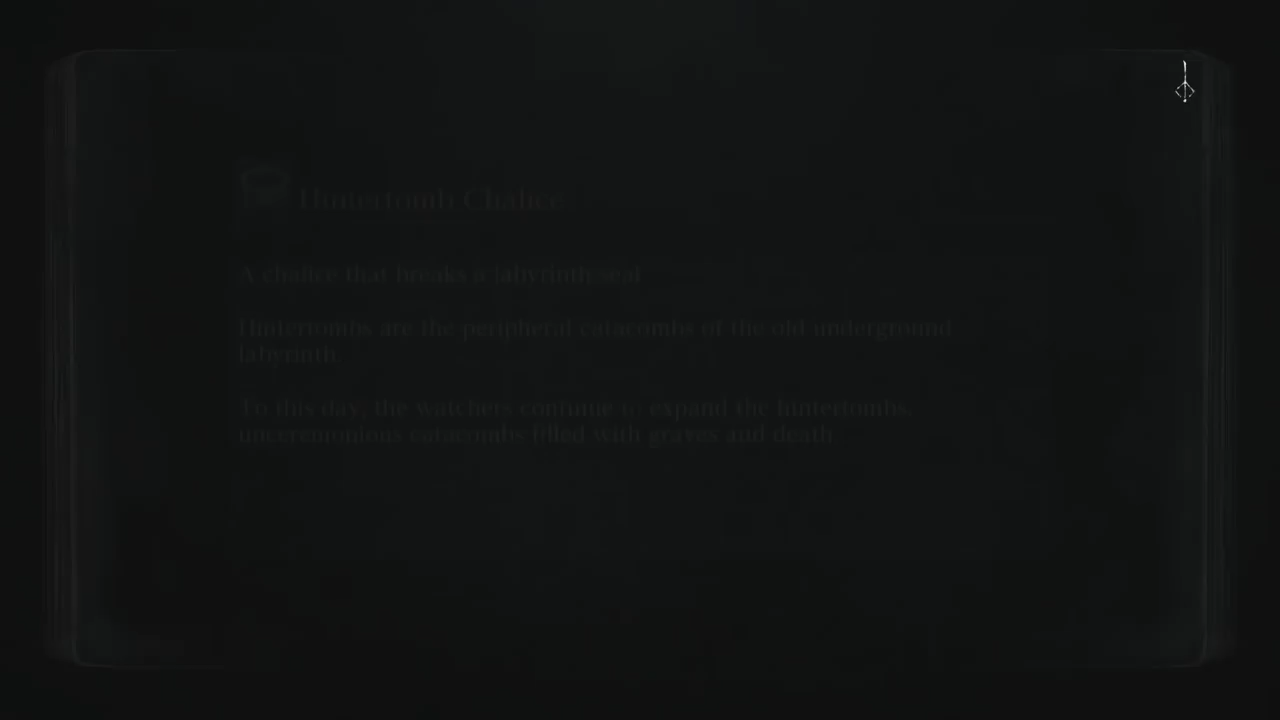 Hintertomb Chalice
A chalice that breaks a labyrinth seal
Hintertombs are the peripheral catacombs of the old underground
labyrinth.
To this day, the watchers continue to expand the hintertombs,
unceremonious catacombs filled with graves and death